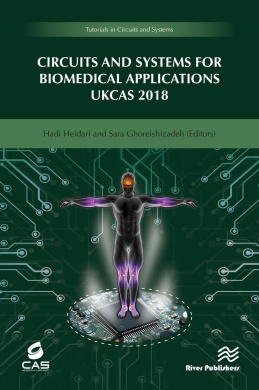 Tutorials in Circuits and Systems
CIRCUITS AND SYSTEMS FOR
BIOMEDICAL APPLICATIONS
UKCAS 2018
Hadi Heidari and Sara Ghoreishizadeh (Editors)
CAS
River Publishers